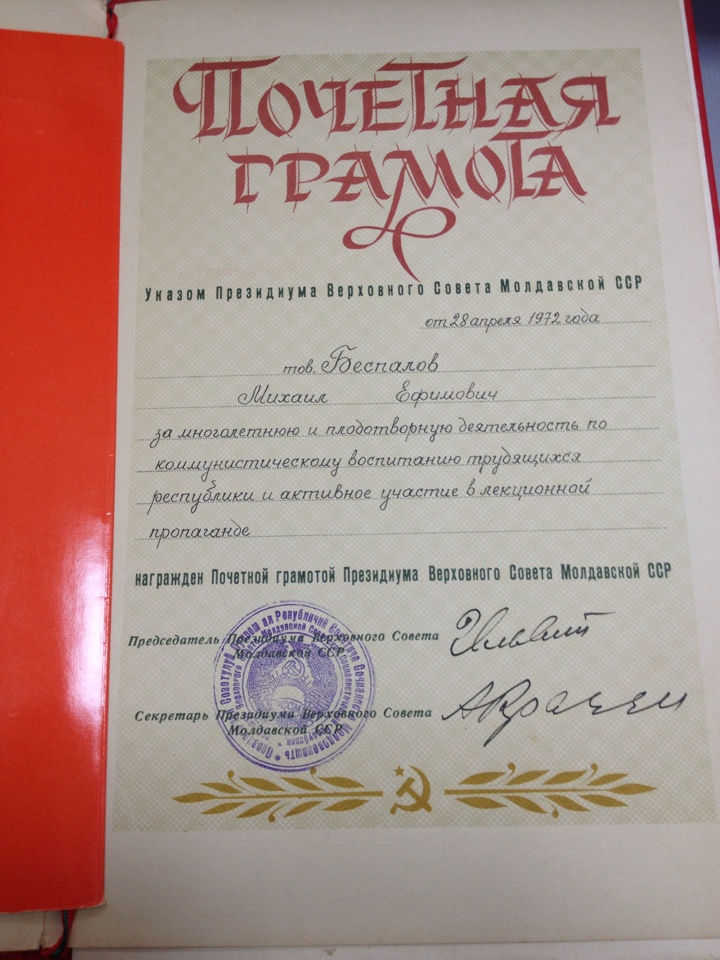 Почетная
грамота
Указом Президиума Верховного Совета Молдавской ССР
от 28 апреля 1972 года
тов. Беспалов
Михаил Ефимович
за многолетнюю и плодотворную деятельность по
коммунистическому воспитанию трудящихся
республики и активное участие в лекционной
пропаганде
награжден Почетной грамотой Президиума Верховного Совета Молдавской ССР
Председатель Президиума Верховного Совета
Молдавской ССР
Секретарь Президиума Верховного Совета
Молдавской ССР